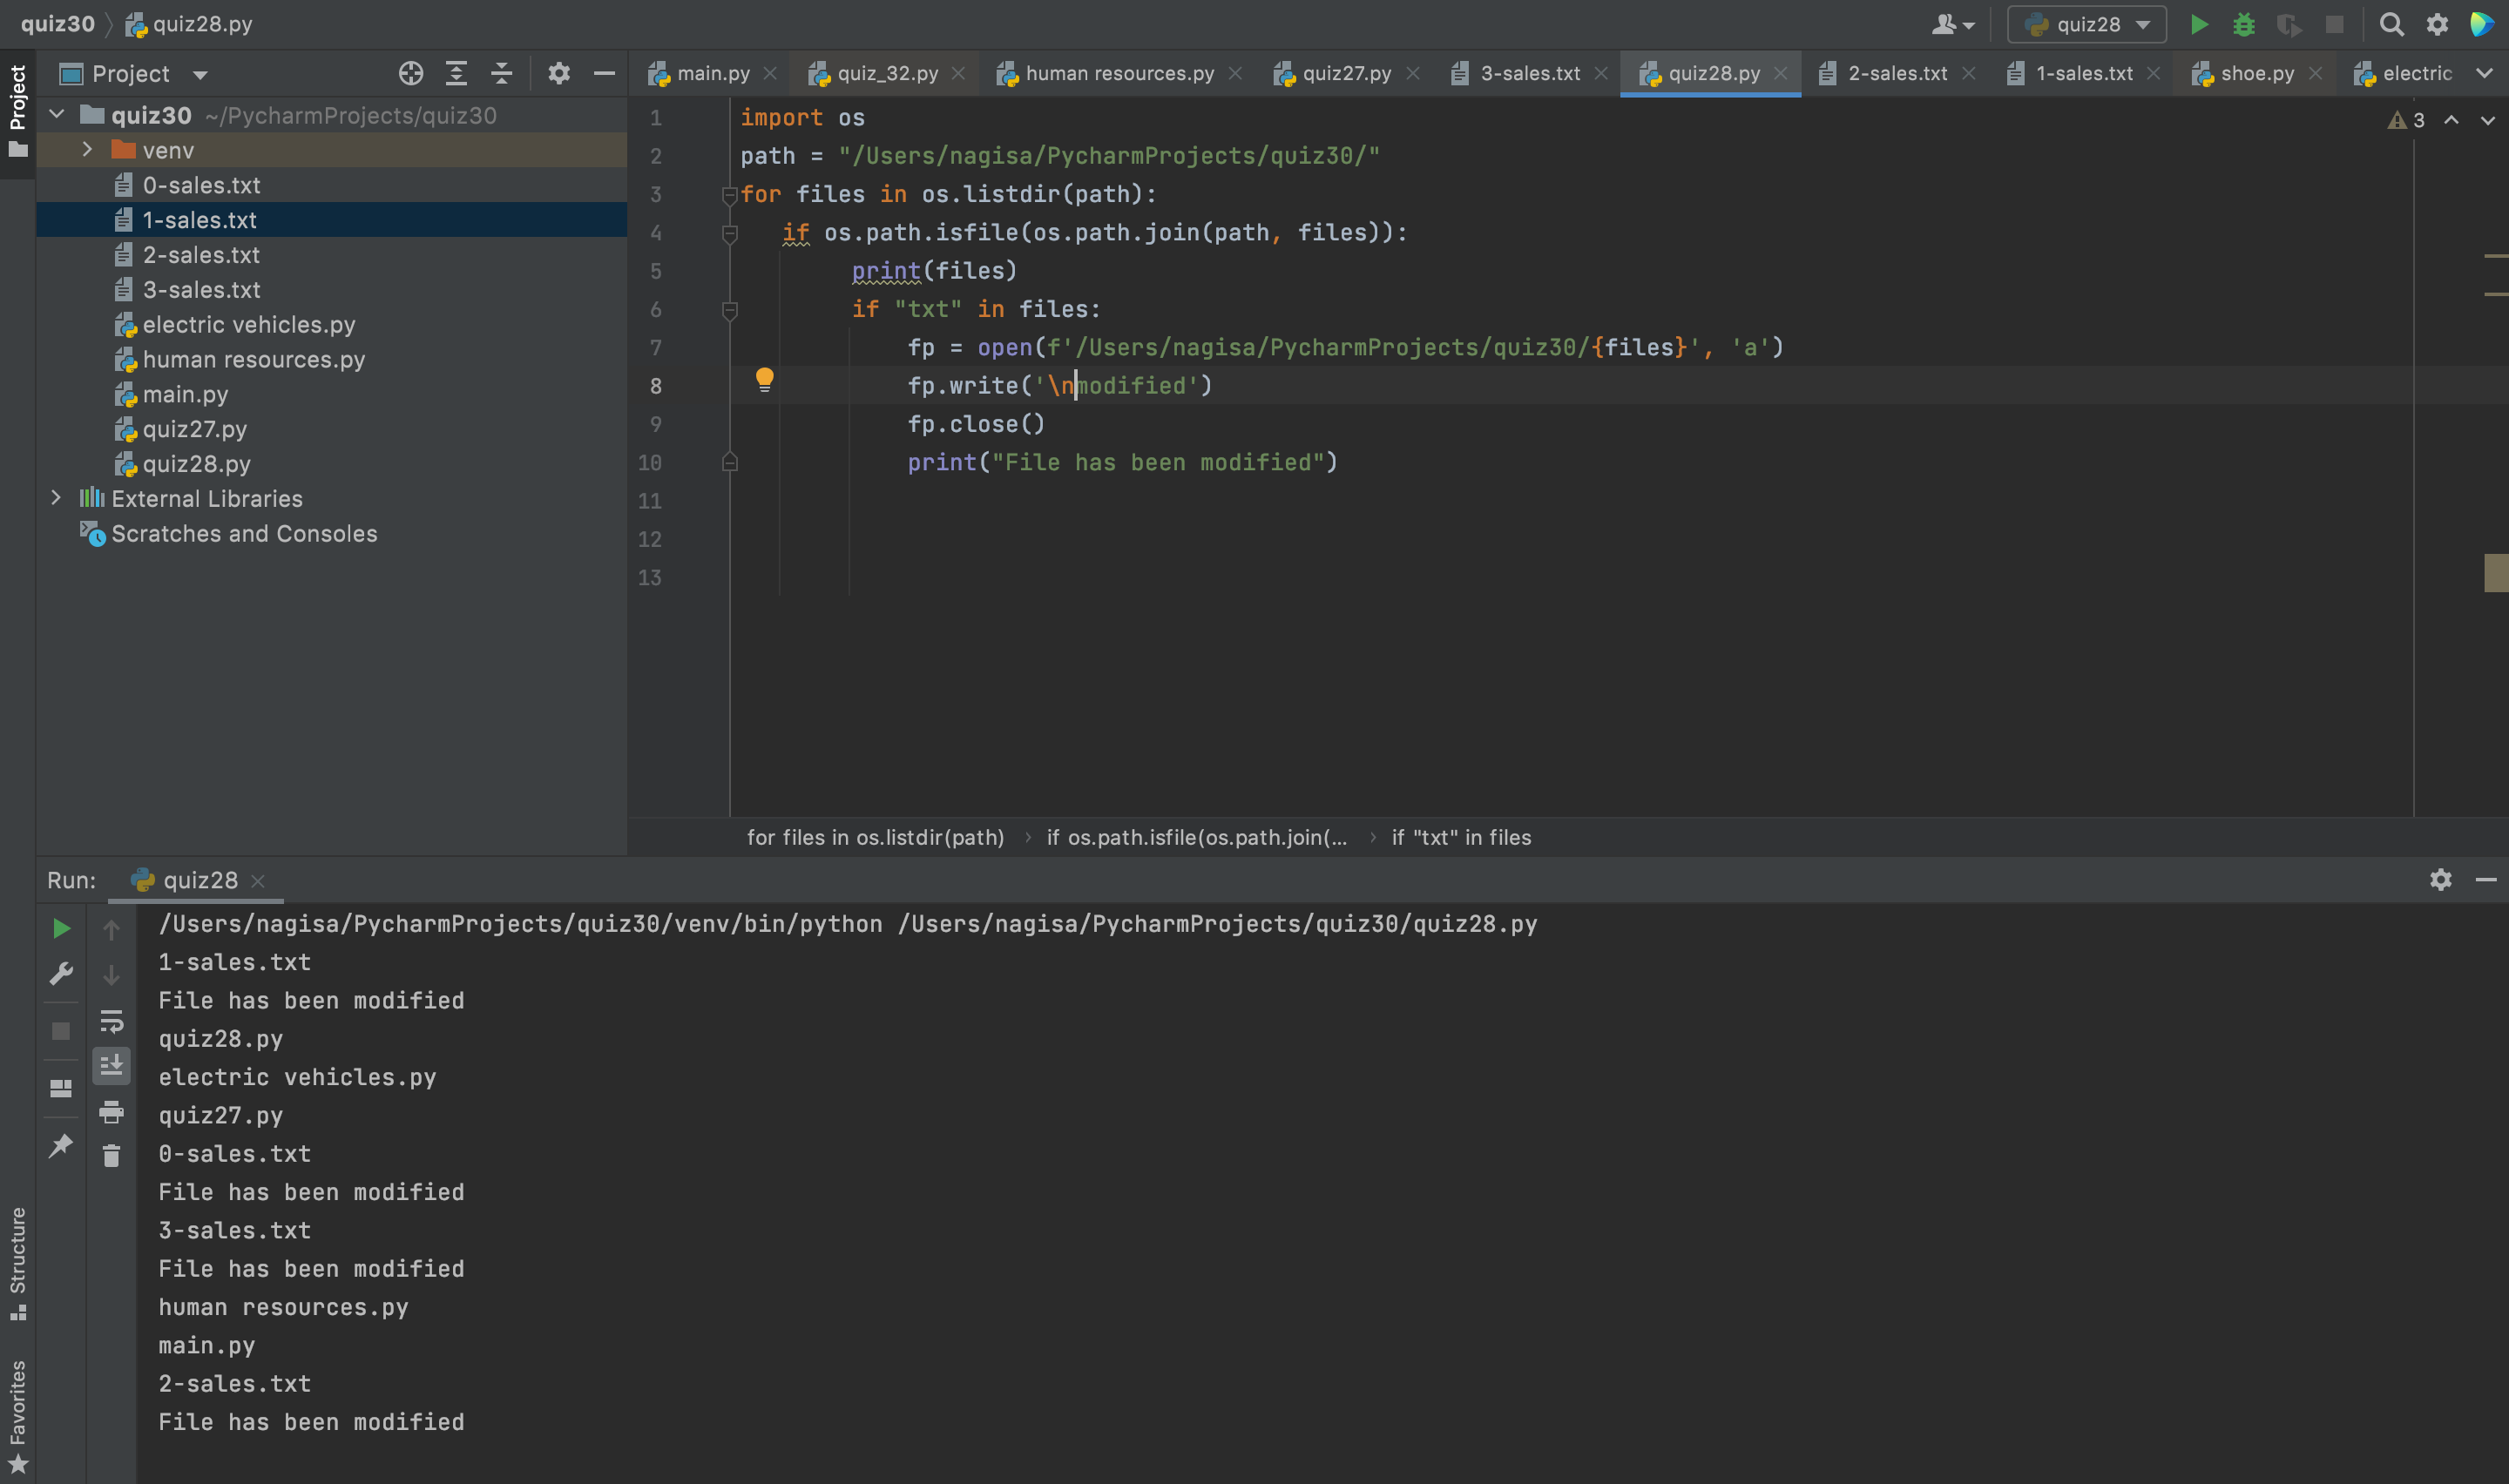 quiz30 quiz28.py quiz28
Project
Project
main.py quiz_32.py human resources.py quiz27.py 3-sales.txt quiz28.py 2-sales.txt 1-sales.txt shoe.py electric
quiz30 ~/PycharmProjects/quiz30
venv
0-sales.txt
1-sales.txt
2-sales.txt
3-sales.txt
electric vehicles.py
human resources.py
main.py
quiz27.py
quiz28.py
External Libraries
Scratches and Consoles
3
1 import os
2 path = "/Users/nagisa/PycharmProjects/quiz30/"
3 for files in os.listdir(path):
4 if os.path.isfile(os.path.join(path, files)):
5 print(files)
6 if "txt" in files:
7 fp = open(f'/Users/nagisa/PycharmProjects/quiz30/{files}', 'a')
8 fp.write('\nmodified')
9 fp.close()
10 print("File has been modified")
11
12
13
for files in os.listdir(path) › if os.path.isfile(os.path.join(... › if "txt" in files
Run: quiz28
/Users/nagisa/PycharmProjects/quiz30/venv/bin/python /Users/nagisa/PycharmProjects/quiz30/quiz28.py
1-sales.txt
File has been modified
quiz28.py
electric vehicles.py
quiz27.py
0-sales.txt
File has been modified
3-sales.txt
File has been modified
human resources.py
main.py
2-sales.txt
File has been modified
Structure
Favorites